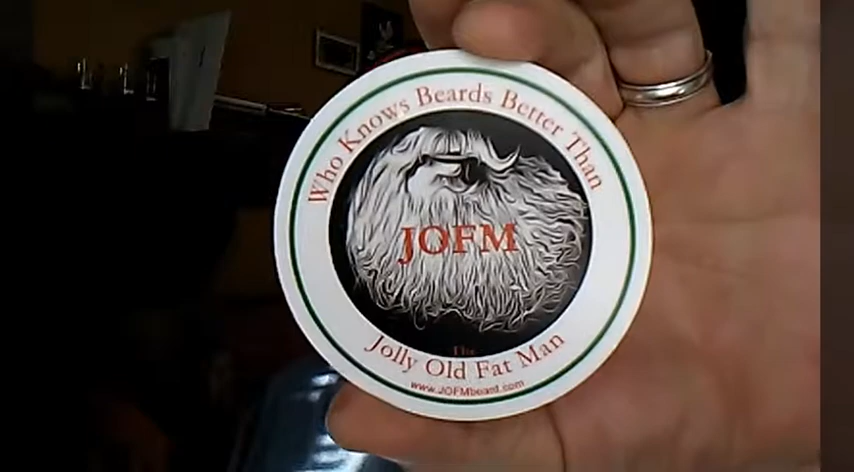 Who Knows Beards Better Than
JOFM
The
Jolly Old Fat Man
www.JOFMbeard.com